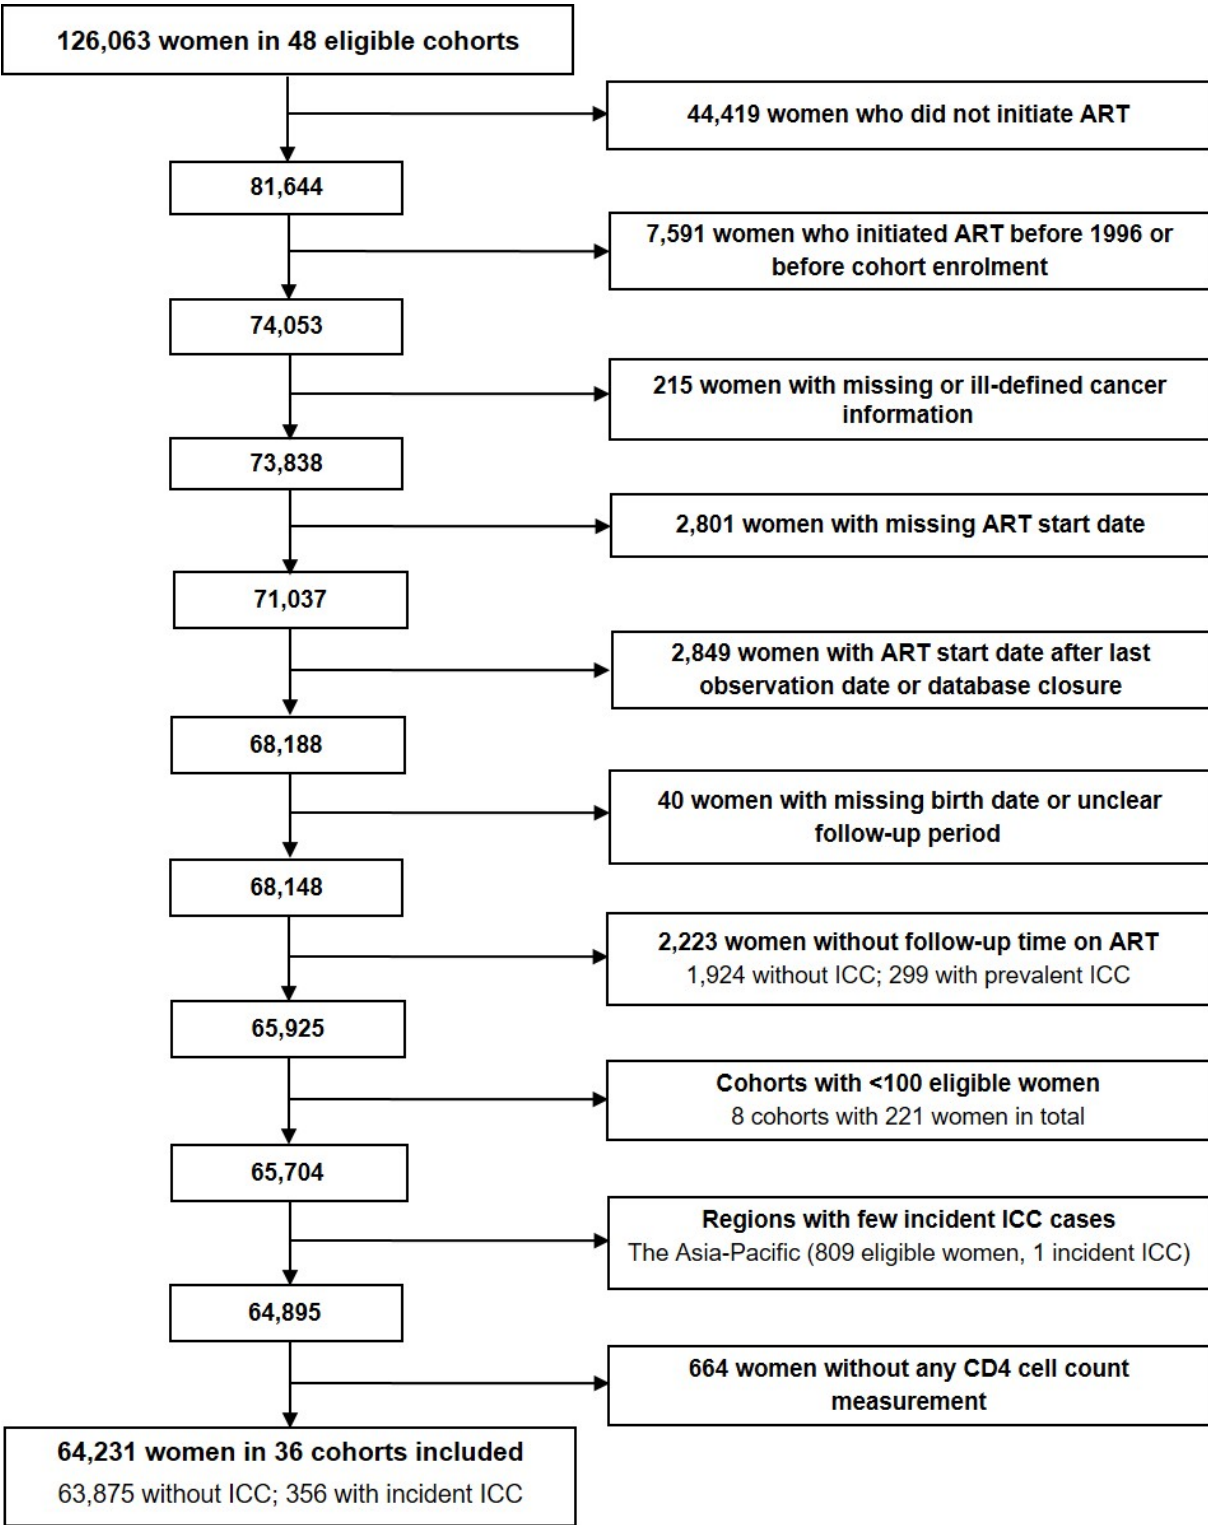 126,063 women in 48 eligible cohorts
44,419 women who did not initiate ART
81,644
7,591 women who initiated ART before 1996 or
before cohort enrolment
74,053
215 women with missing or ill-defined cancer
information
73,838
2,801 women with missing ART start date
71,037
2,849 women with ART start date after last
observation date or database closure
68,188
40 women with missing birth date or unclear
follow-up period
68,148
2,223 women without follow-up time on ART
1,924 without ICC; 299 with prevalent ICC
65,925
Cohorts with <100 eligible women
8 cohorts with 221 women in total
65,704
Regions with few incident ICC cases
The Asia-Pacific (809 eligible women, 1 incident ICC)
64,895
664 women without any CD4 cell count
measurement
64,231 women in 36 cohorts included
63,875 without ICC; 356 with incident ICC